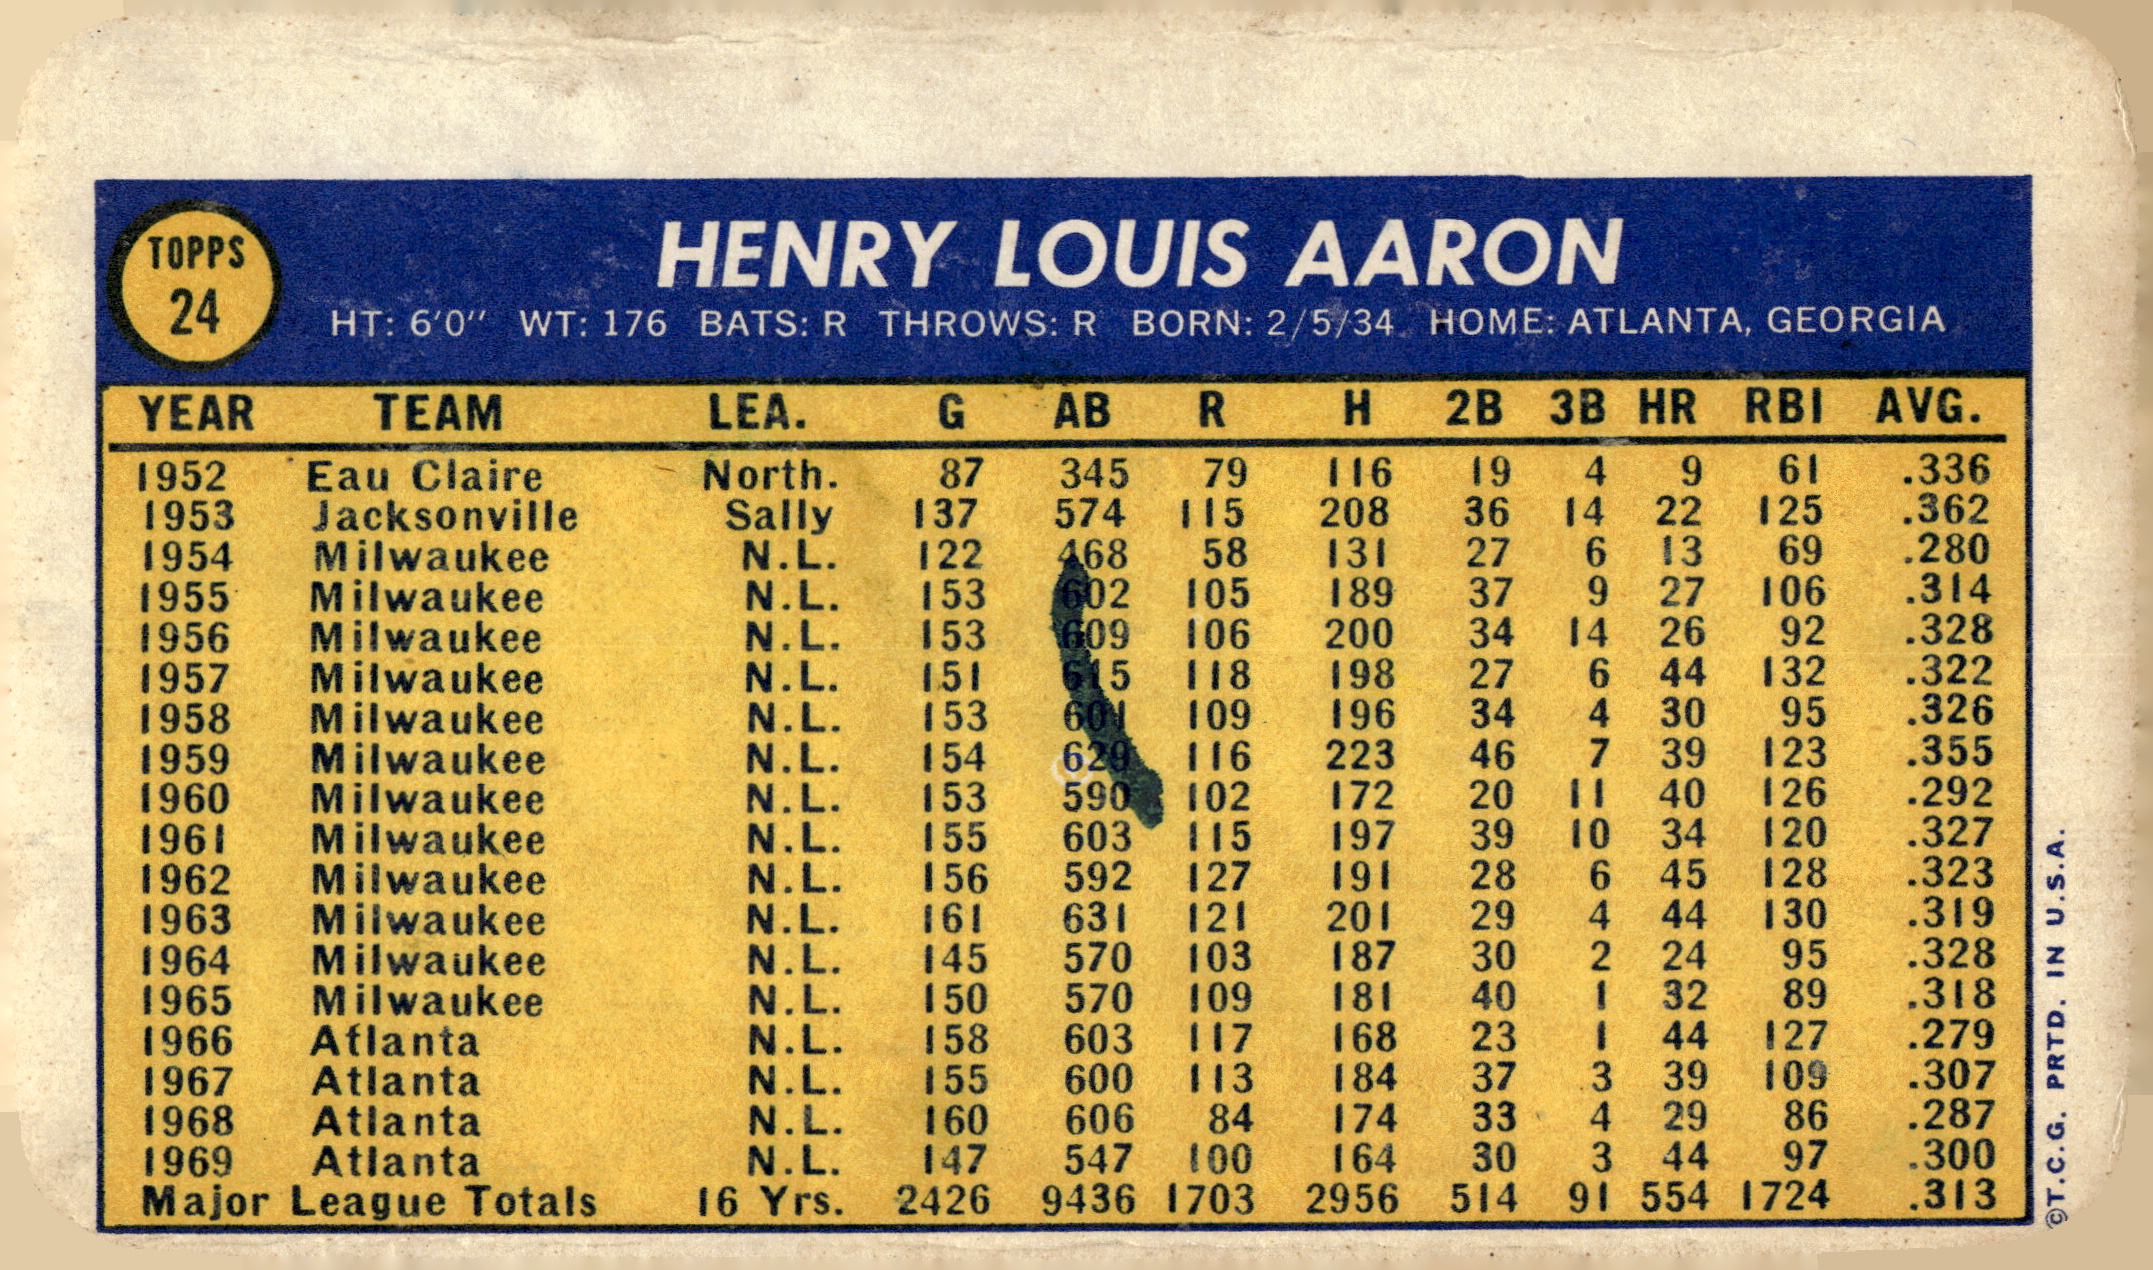 TOPPS
24
HENRY LOUIS AARON
HT: 6'0" WT: 176 BATS: R THROWS: R BORN: 2/5/34 HOME: ATLANTA, GEORGIA
YEAR TEAM LEA. G AB R H 2B 3B HR RBI AVG.
1952 Eau Claire North. 87 345 79 116 19 4 9 61 .336
1953 Jacksonville Sally 137 574 115 208 36 14 22 125 .362
1954 Milwaukee N.L. 122 468 58 131 27 6 13 69 .280
1955 Milwaukee N.L. 153 602 105 189 37 9 27 106 .314
1956 Milwaukee N.L. 153 609 106 200 34 14 26 92 .328
1957 Milwaukee N.L. 151 615 118 198 27 6 44 132 .322
1958 Milwaukee N.L. 153 601 109 196 34 4 30 95 .326
1959 Milwaukee N.L. 154 629 116 223 46 7 39 123 .355
1960 Milwaukee N.L. 153 590 102 172 20 11 40 126 .292
1961 Milwaukee N.L. 155 603 115 197 39 10 34 120 .327
1962 Milwaukee N.L. 156 592 127 191 28 6 45 128 .323
1963 Milwaukee N.L. 161 631 121 201 29 4 44 130 .319
1964 Milwaukee N.L. 145 570 103 187 30 2 24 95 .328
1965 Milwaukee N.L. 150 570 109 181 40 1 32 89 .318
1966 Atlanta N.L. 158 603 117 168 23 1 44 127 .279
1967 Atlanta N.L. 155 600 113 184 37 3 39 109 .307
1968 Atlanta N.L. 160 606 84 174 33 4 29 86 .287
1969 Atlanta N.L. 147 547 100 164 30 3 44 97 .300
Major League Totals 16 Yrs. 2426 9436 1703 2956 514 91 554 1724 .313
©T.C.G. PRTD. IN U.S.A.